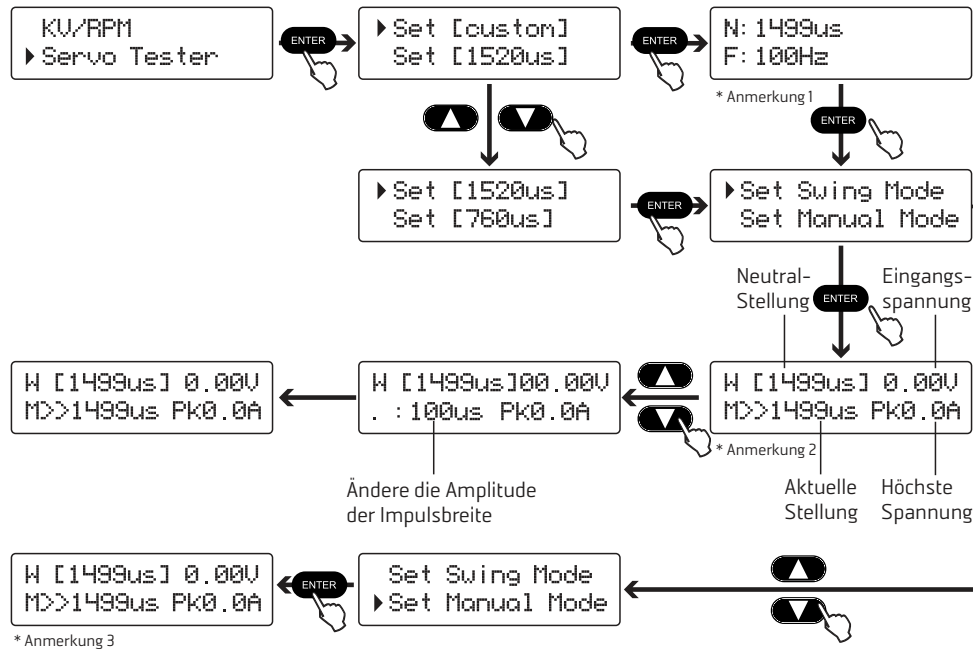 KV/RPM
▶Servo Tester
ENTER
▶Set [custom]
Set [1520us]
ENTER
N: 1499us
F: 100Hz
* Anmerkung 1
ENTER
▶Set [1520us]
Set [760us]
ENTER
▶Set Swing Mode
Set Manual Mode
Neutral-
Stellung
ENTER
Eingangs-
spannung
W [1499us] 0.00V
M>>1499us Pk0.0A
W [1499us]00.00V
. :100us Pk0.0A
W [1499us] 0.00V
M>>1499us Pk0.0A
* Anmerkung 2
Ändere die Amplitude
der Impulsbreite
Aktuelle
Stellung
Höchste
Spannung
W [1499us] 0.00V
M>>1499us Pk0.0A
ENTER
Set Swing Mode
▶Set Manual Mode
* Anmerkung 3